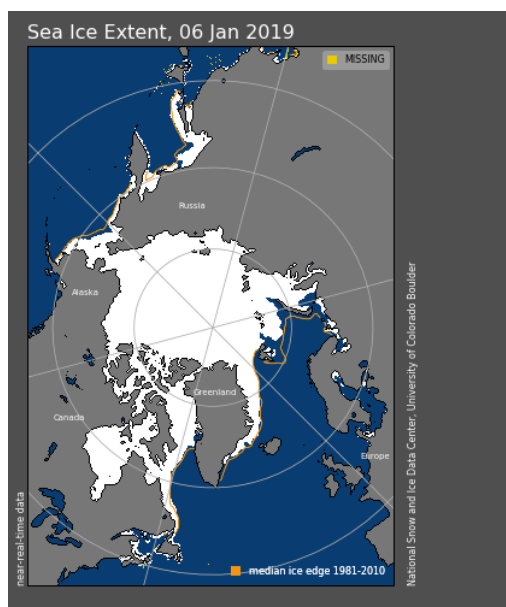 Sea Ice Extent, 06 Jan 2019
MISSING
Russia
Alaska
Greenland
Canada
Europe
near-real-time data
median ice edge 1981-2010
National Snow and Ice Data Center, University of Colorado Boulder